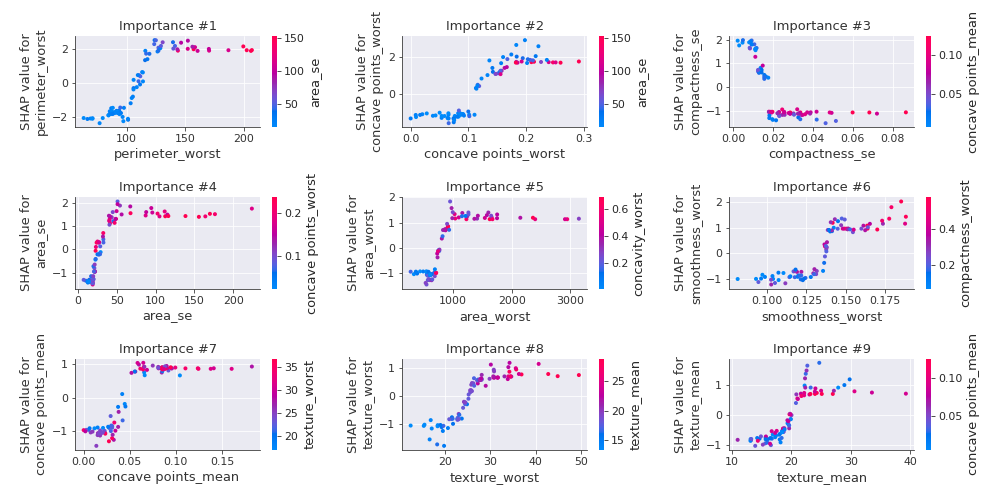 Importance #1
SHAP value for
perimeter_worst
2
0
−2
100
150
200
perimeter_worst
150
100
50
area_se
Importance #2
SHAP value for
concave points_worst
2
0
0.0
0.1
0.2
0.3
concave points_worst
150
100
50
area_se
Importance #3
SHAP value for
compactness_se
2
1
0
−1
0.00
0.02
0.04
0.06
0.08
compactness_se
0.10
0.05
concave points_mean
Importance #4
SHAP value for
area_se
2
1
0
−1
0
50
100
150
200
area_se
0.2
0.1
concave points_worst
Importance #5
SHAP value for
area_worst
2
1
0
−1
1000
2000
3000
area_worst
0.6
0.4
0.2
concavity_worst
Importance #6
SHAP value for
smoothness_worst
2
1
0
−1
0.100
0.125
0.150
0.175
smoothness_worst
0.4
0.2
compactness_worst
Importance #7
SHAP value for
concave points_mean
1
0
−1
0.00
0.05
0.10
0.15
concave points_mean
35
30
25
20
texture_worst
Importance #8
SHAP value for
texture_worst
1
0
−1
20
30
40
50
texture_worst
25
20
15
texture_mean
Importance #9
SHAP value for
texture_mean
1
0
−1
10
20
30
40
texture_mean
0.10
0.05
concave points_mean